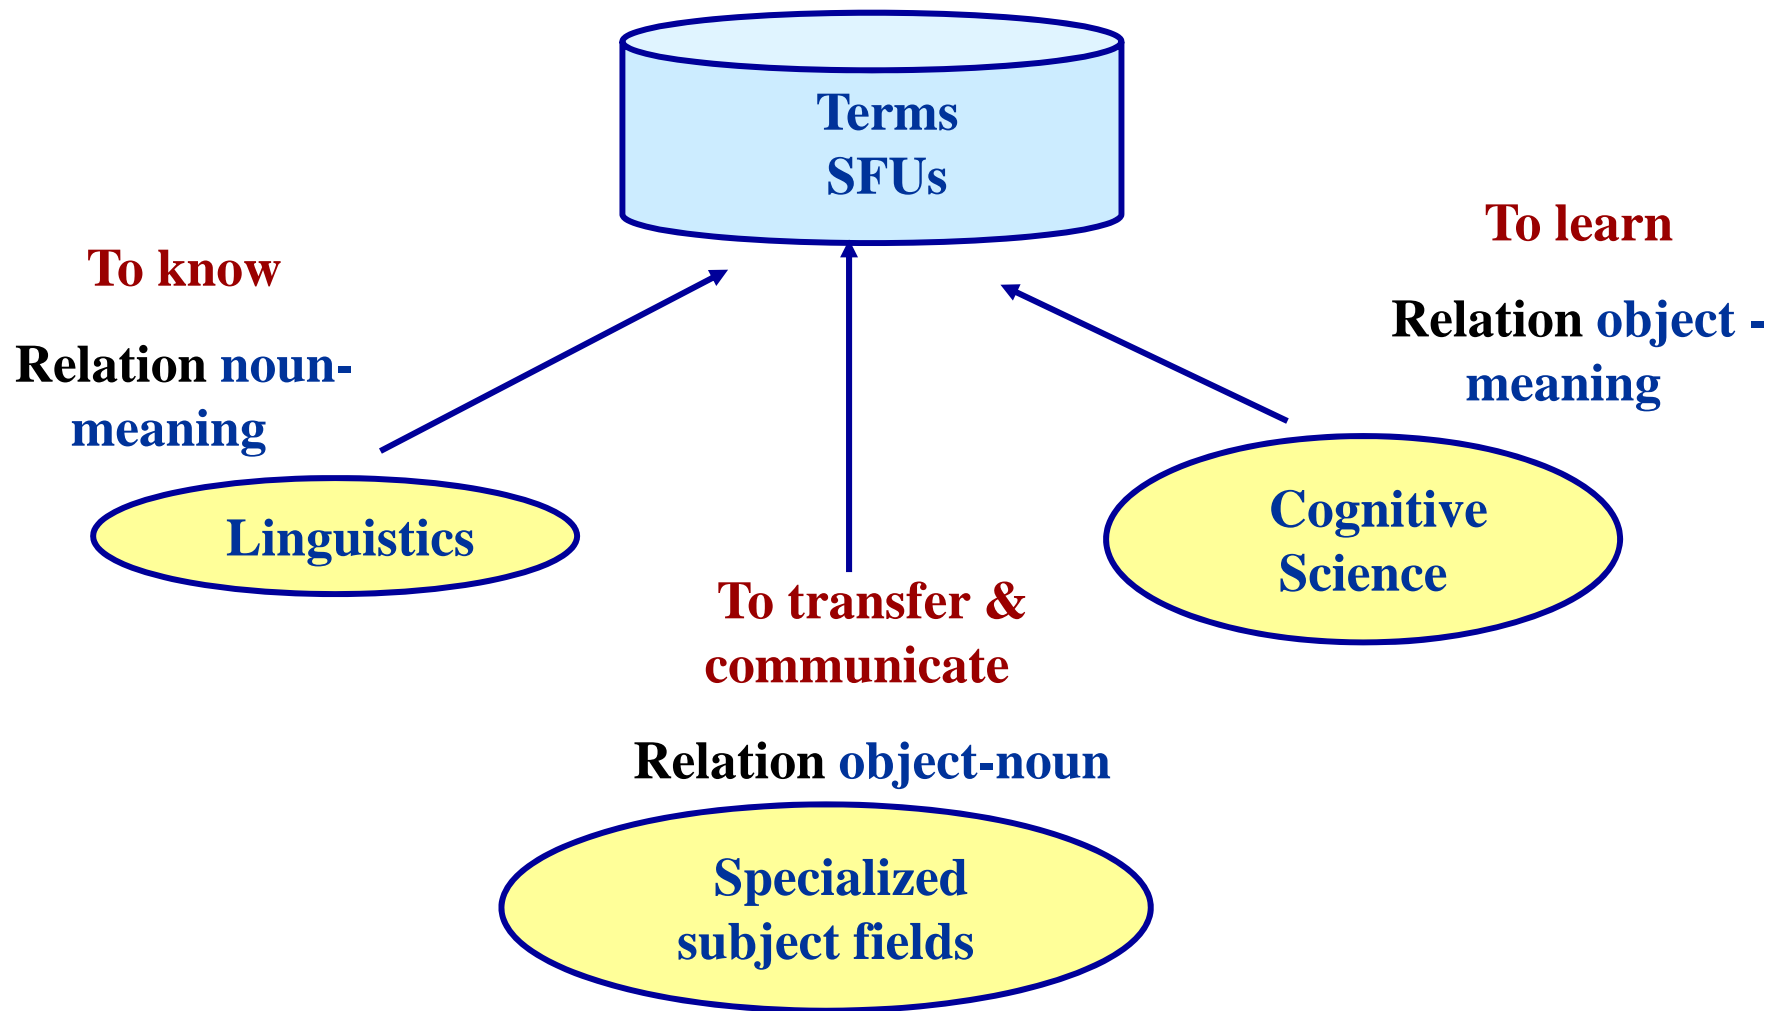 Terms
SFUs
To know
Relation noun-
meaning
Linguistics
To learn
Relation object -
meaning
Cognitive
Science
To transfer &
communicate
Relation object-noun
Specialized
subject fields